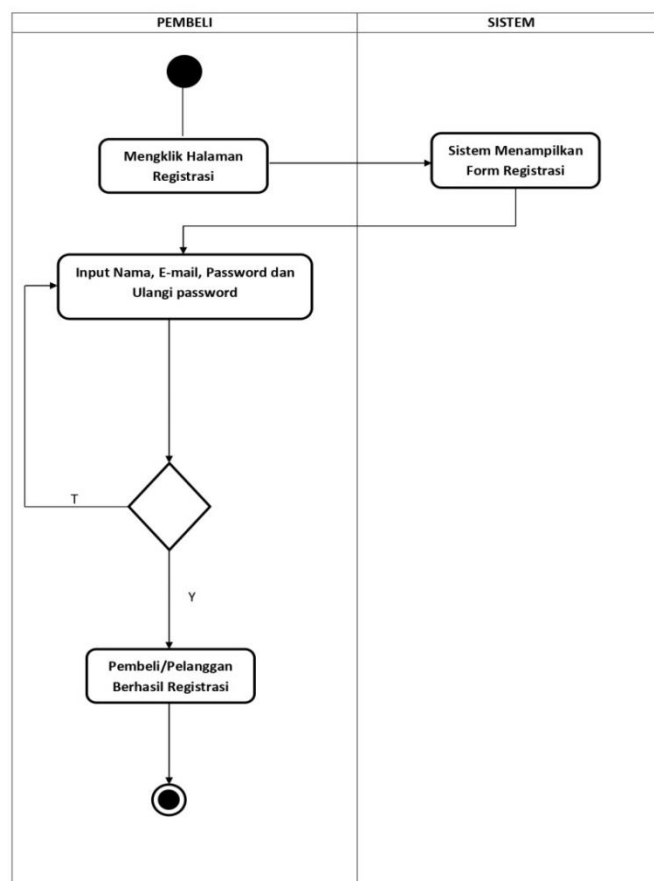 PEMBELI
SISTEM
Mengklik Halaman
Registrasi
Sistem Menampilkan
Form Registrasi
Input Nama, E-mail, Password dan
Ulangi password
T
Y
Pembeli/Pelanggan
Berhasil Registrasi